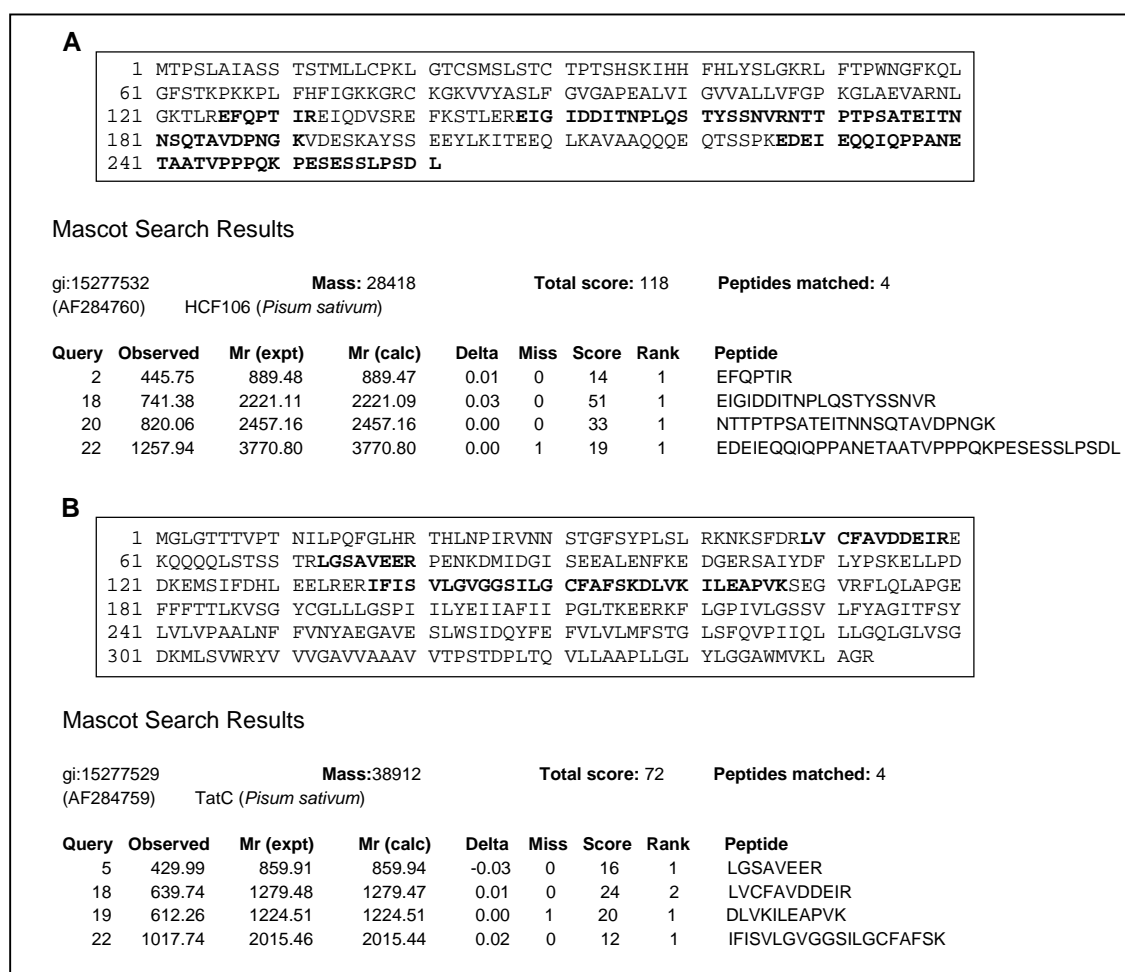 A
1 MTPSLAIASS TSTMLLCPKL GTCSMSLSTC TPTSHSKIHH FHLYSLGKRL FTPWNGFKQL
61 GFSTKPKKPL FHFIGKKGRC KGKVVYASLF GVGAPEALVI GVVALLVFGP KGLAEVARNL
121 GKTLREFQPT IREIQDVSRE FKSTLEREIG IDDITNPLQS TYSSNVRNTT PTPSATEITN
181 NSQTAVDPNG KVDESKAYSS EEYLKITEEQ LKAVAAQQQE QTSSPKEDEI EQQIQPPANE
241 TAATVPPPQK PESESSLPSD L
Mascot Search Results
gi:15277532 Mass: 28418 Total score: 118 Peptides matched: 4
(AF284760) HCF106 (Pisum sativum)
Query Observed Mr (expt) Mr (calc) Delta Miss Score Rank Peptide
2 445.75 889.48 889.47 0.01 0 14 1 EFQPTIR
18 741.38 2221.11 2221.09 0.03 0 51 1 EIGIDDITNPLQSTYSSNVR
20 820.06 2457.16 2457.16 0.00 0 33 1 NTTPTPSATEITNNSQTAVDPNGK
22 1257.94 3770.80 3770.80 0.00 1 19 1 EDEIEQQIQPPANETAATVPPPQKPESESSLPSDL
B
1 MGLGTTTVPT NILPQFGLHR THLNPIRVNN STGFSYPLSL RKNKSFDRLV CFAVDDEIRE
61 KQQQQLSTSS TRLGSAVEER PENKDMIDGI SEEALENFKE DGERSAIYDF LYPSKELLPD
121 DKEMSIFDHL EELRERIFIS VLGVGGSILG CFAFSKDLVK ILEAPVKSEG VRFLQLAPGE
181 FFFTTLKVSG YCGLLLGSPI ILYEIIAFII PGLTKEERKF LGPIVLGSSV LFYAGITFSY
241 LVLVPAALNF FVNYAEGAVE SLWSIDQYFE FVLVLMFSTG LSFQVPIIQL LLGQLGLVSG
301 DKMLSVWRYV VVGAVVAAAV VTPSTDPLTQ VLLAAPLLGL YLGGAWMVKL AGR
Mascot Search Results
gi:15277529 Mass:38912 Total score: 72 Peptides matched: 4
(AF284759) TatC (Pisum sativum)
Query Observed Mr (expt) Mr (calc) Delta Miss Score Rank Peptide
5 429.99 859.91 859.94 -0.03 0 16 1 LGSAVEER
18 639.74 1279.48 1279.47 0.01 0 24 2 LVCFAVDDEIR
19 612.26 1224.51 1224.51 0.00 1 20 1 DLVKILEAPVK
22 1017.74 2015.46 2015.44 0.02 0 12 1 IFISVLGVGGSILGCFAFSK